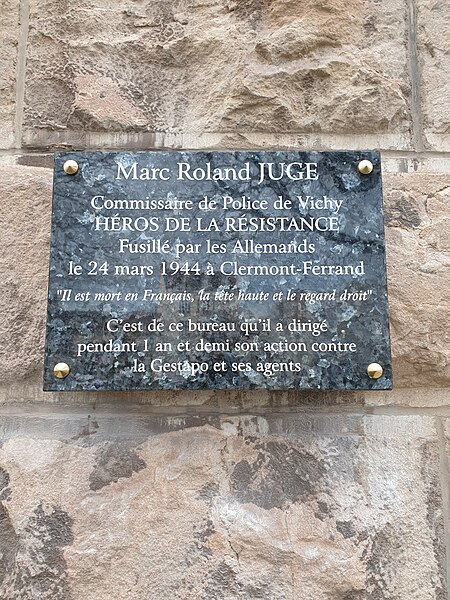 Marc Roland JUGE
Commissaire de Police de Vichy
HÉROS DE LA RÉSISTANCE
Fusillé par les Allemands
le 24 mars 1944 à Clermont-Ferrand
"Il est mort en Français, la tête haute et le regard droit"
C'est de ce bureau qu'il a dirigé
pendant 1 an et demi son action contre
la Gestapo et ses agents